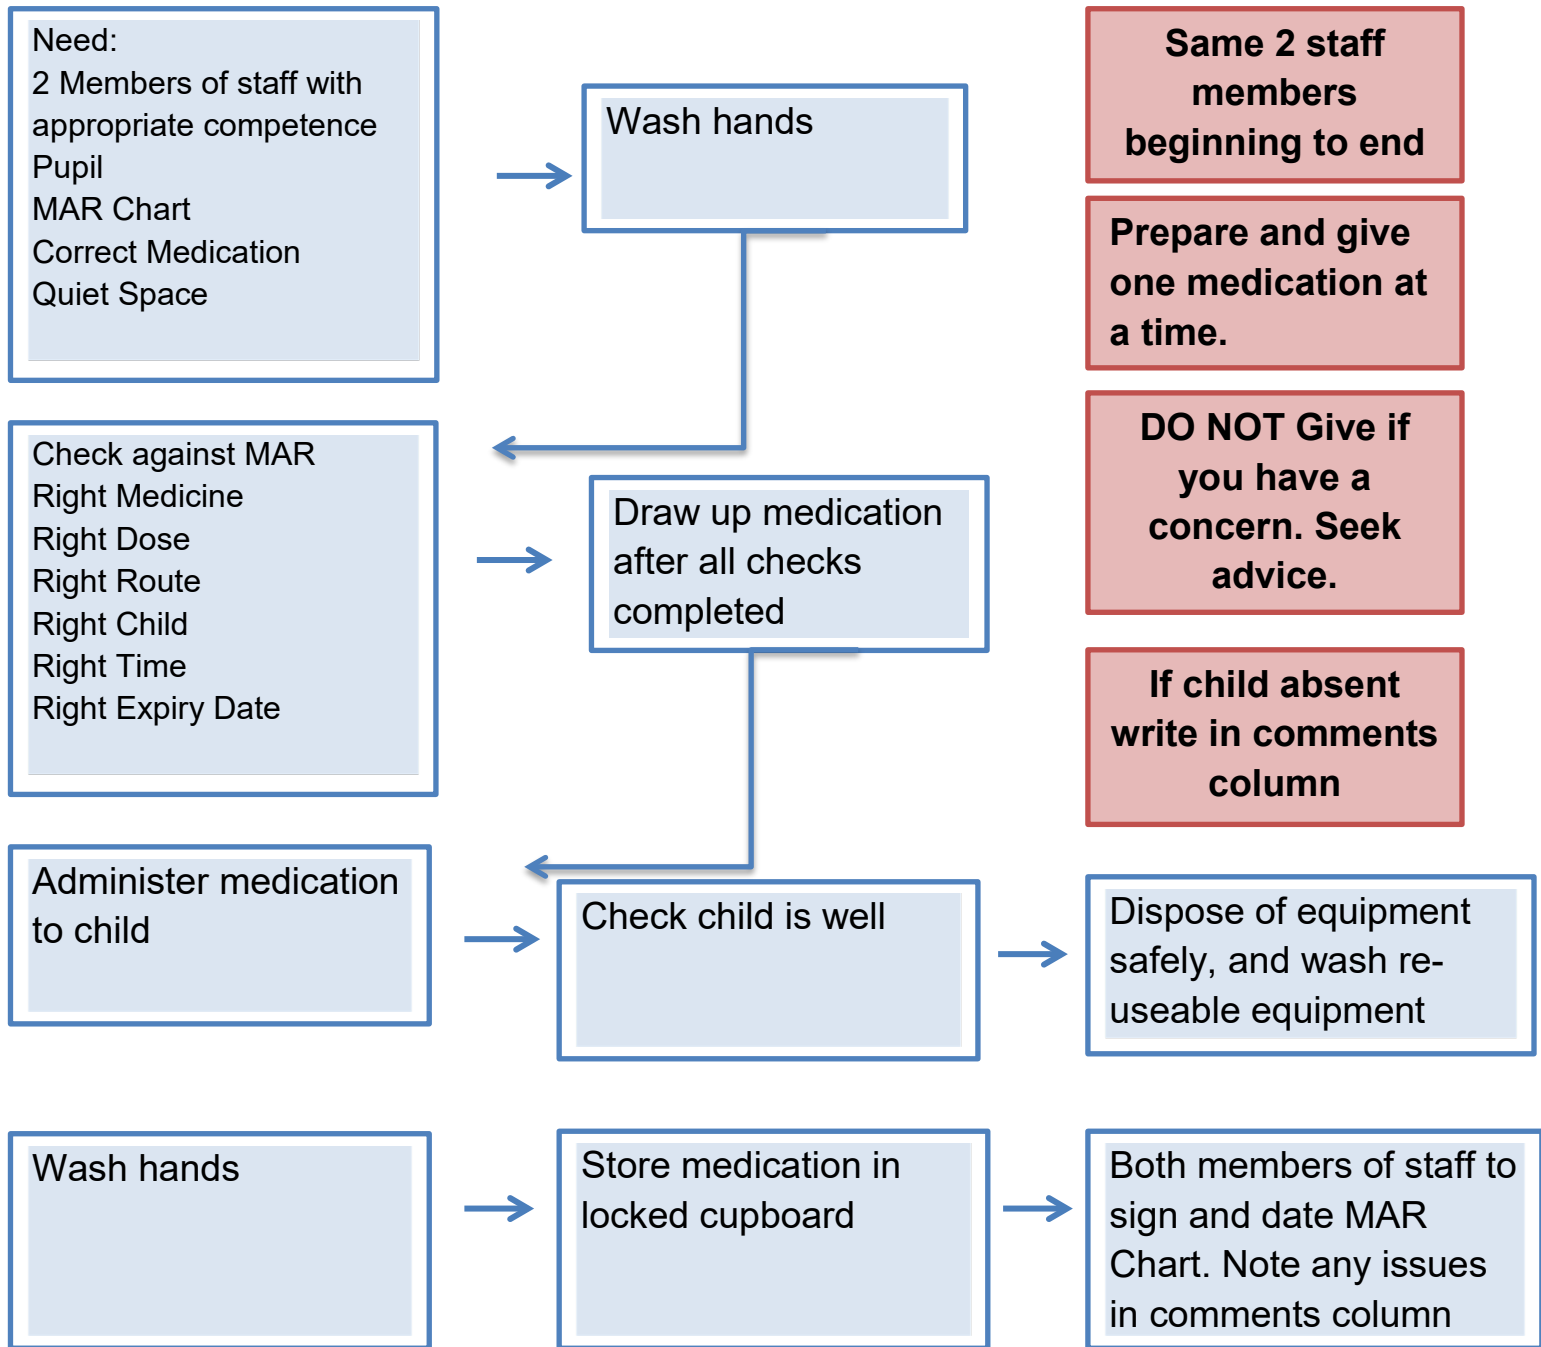 Need:
2 Members of staff with
appropriate competence
Pupil
MAR Chart
Correct Medication
Quiet Space
Wash hands
Same 2 staff
members
beginning to end
Prepare and give
one medication at
a time.
Check against MAR
Right Medicine
Right Dose
Right Route
Right Child
Right Time
Right Expiry Date
Draw up medication
after all checks
completed
DO NOT Give if
you have a
concern. Seek
advice.
If child absent
write in comments
column
Administer medication
to child
Check child is well
Dispose of equipment
safely, and wash re-
useable equipment
Wash hands
Store medication in
locked cupboard
Both members of staff to
sign and date MAR
Chart. Note any issues
in comments column